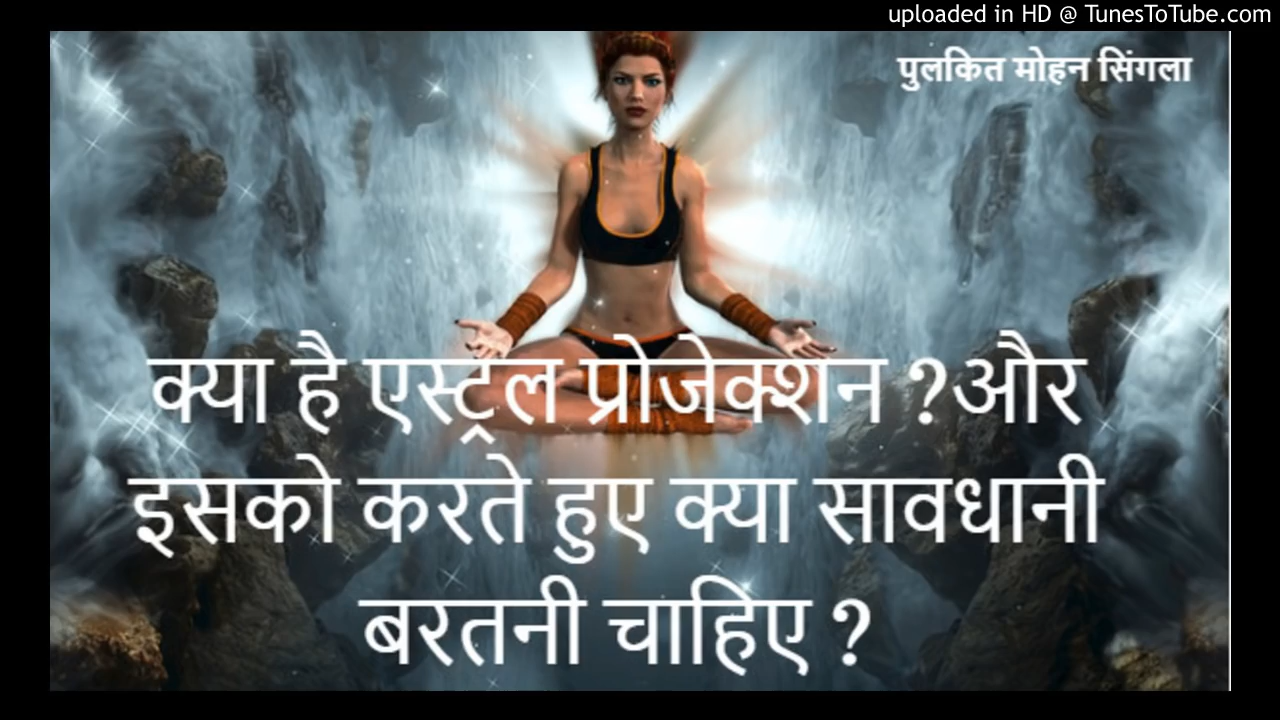 uploaded in HD @ TunesToTube.com
पुलकित मोहन सिंगला
क्या है एस्ट्रल प्रोजेक्शन ?और
इसको करते हुए क्या सावधानी
बरतनी चाहिए ?